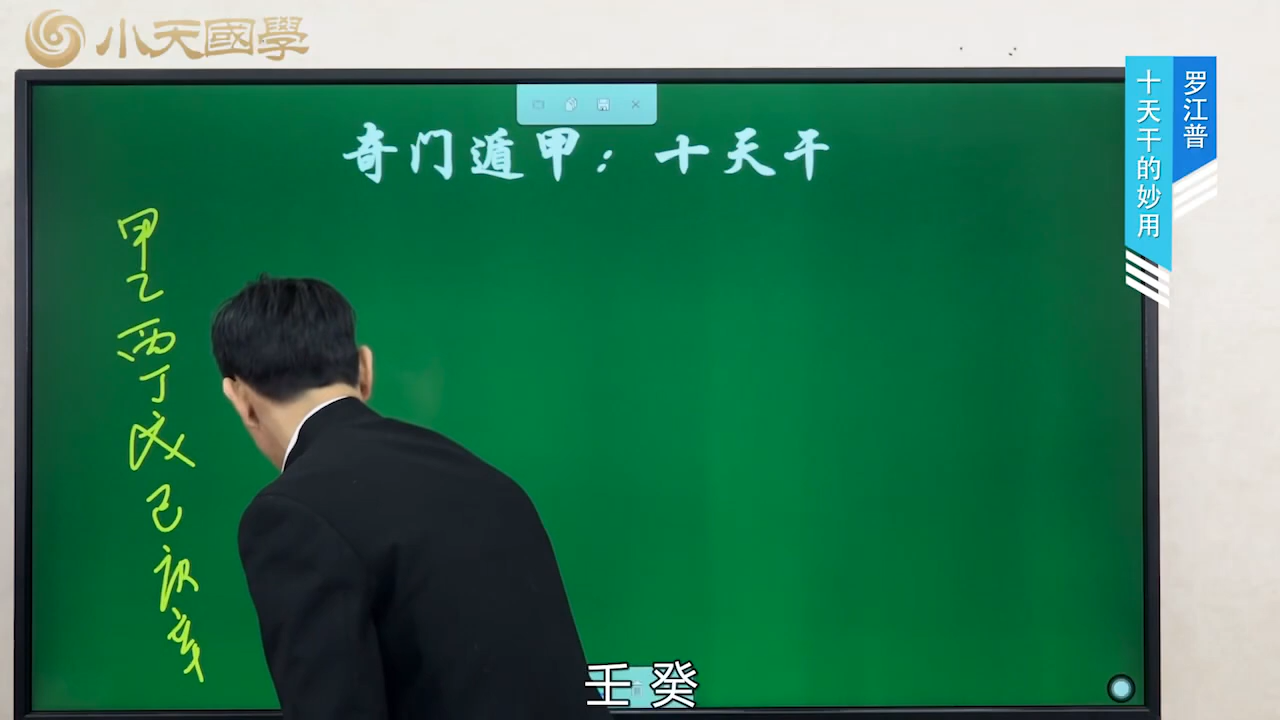 小天國學
罗江普
十天干的妙用
奇门遁甲：十天干
甲
乙
丙
丁
戊
己
庚
辛
壬 癸